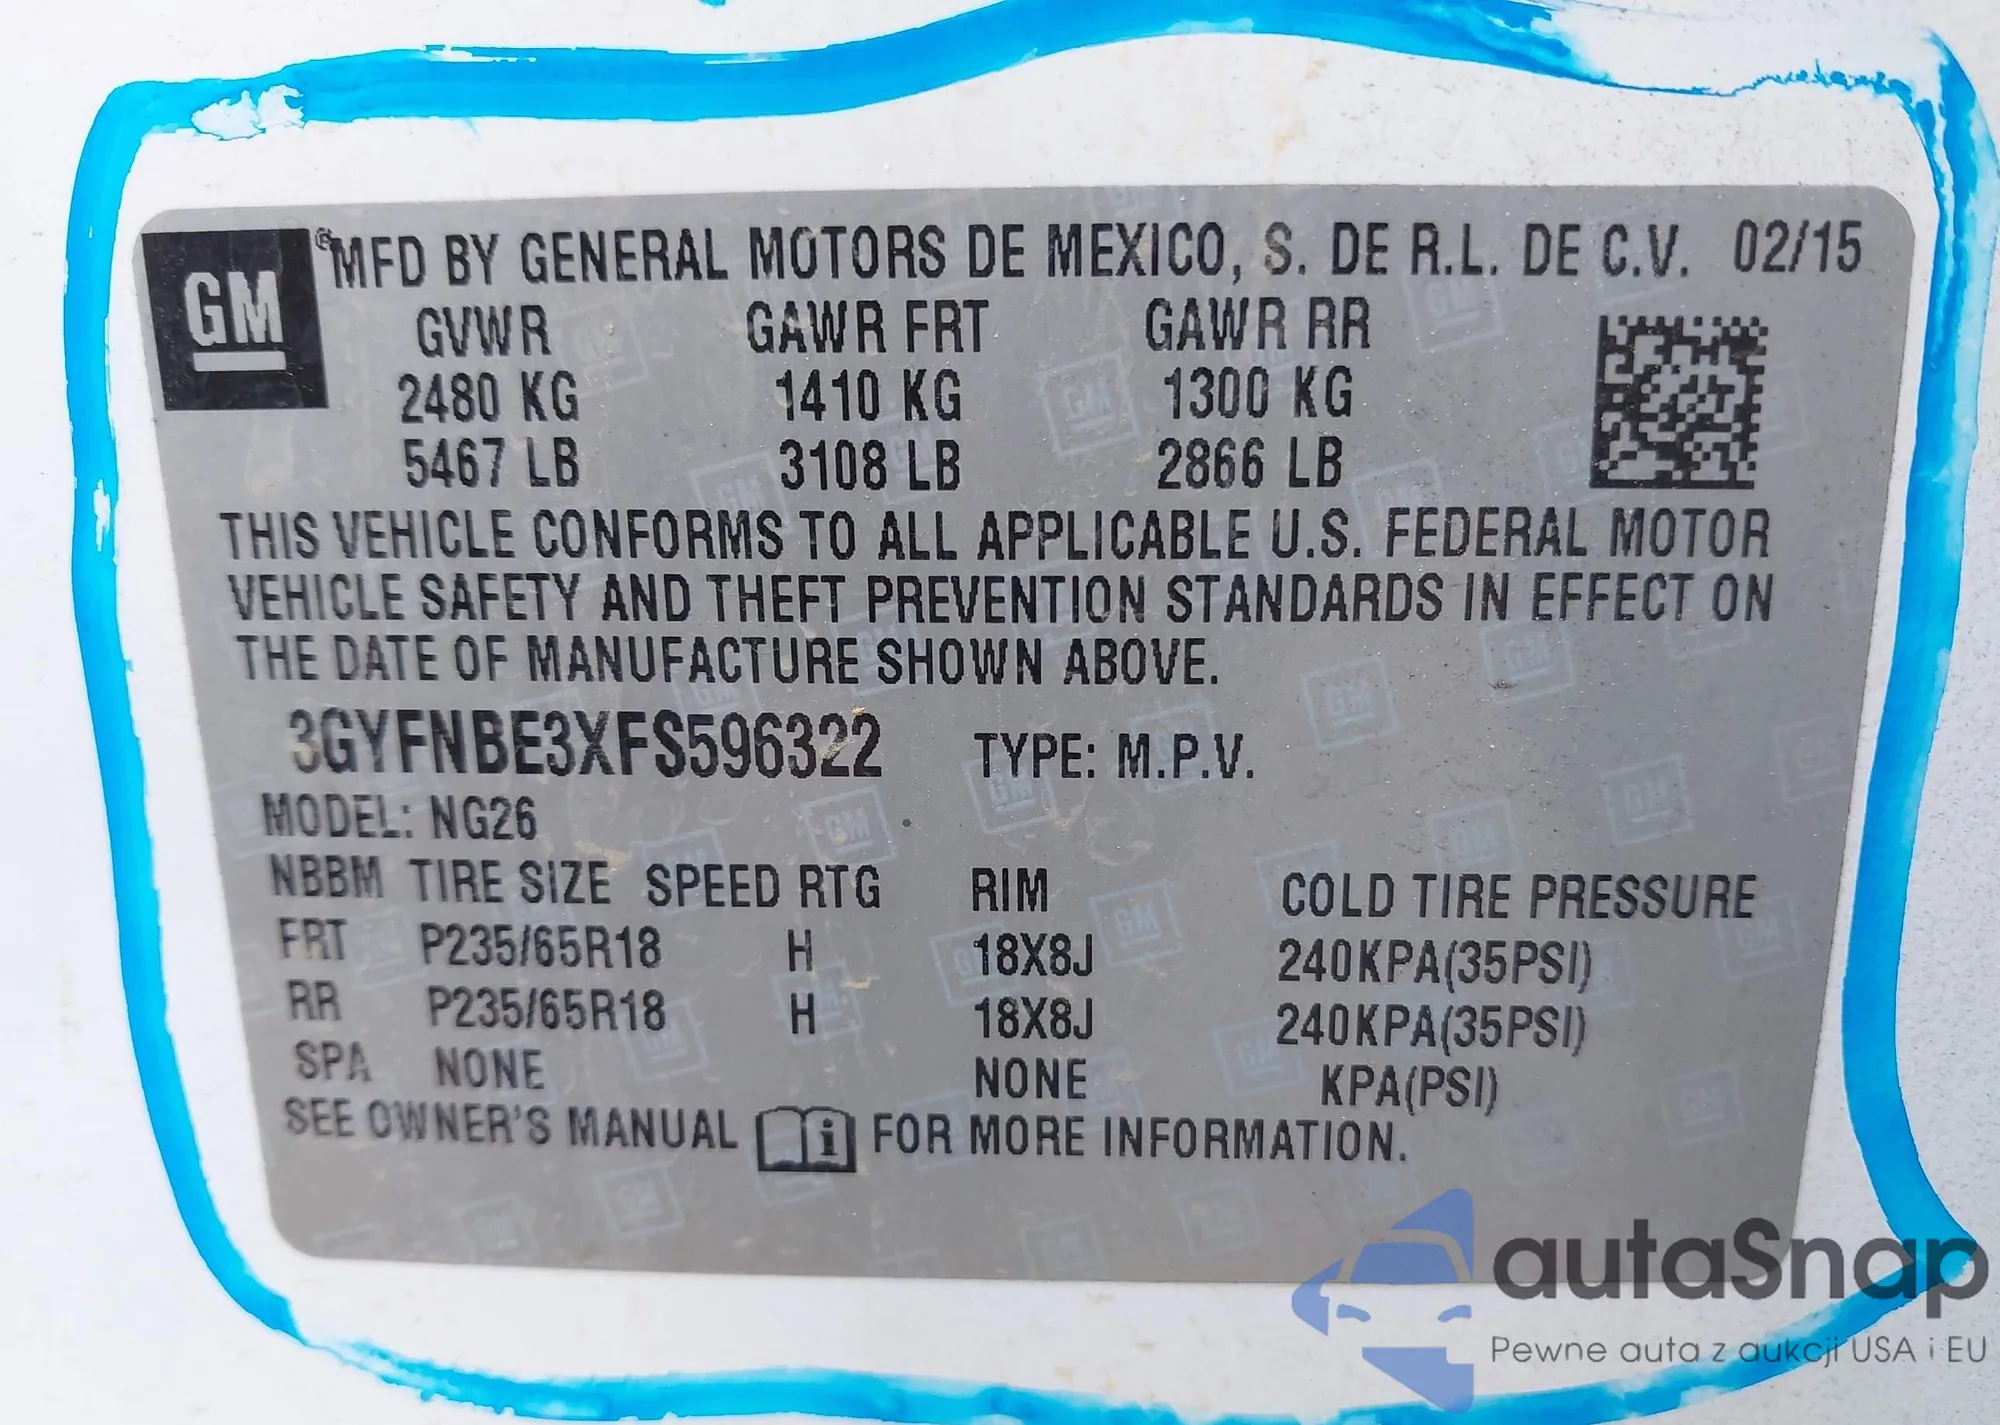 GM
® MFD BY GENERAL MOTORS DE MEXICO, S. DE R.L. DE C.V. 02/15
GVWR GAWR FRT GAWR RR
2480 KG 1410 KG 1300 KG
5467 LB 3108 LB 2866 LB
THIS VEHICLE CONFORMS TO ALL APPLICABLE U.S. FEDERAL MOTOR
VEHICLE SAFETY AND THEFT PREVENTION STANDARDS IN EFFECT ON
THE DATE OF MANUFACTURE SHOWN ABOVE.
3GYFNBE3XFS596322 TYPE: M.P.V.
MODEL: NG26
NBBM TIRE SIZE SPEED RTG RIM COLD TIRE PRESSURE
FRT P235/65R18 H 18X8J 240KPA(35PSI)
RR P235/65R18 H 18X8J 240KPA(35PSI)
SPA NONE NONE KPA(PSI)
SEE OWNER'S MANUAL i FOR MORE INFORMATION.
autaSnap
Pewne auta z aukcji USA i EU